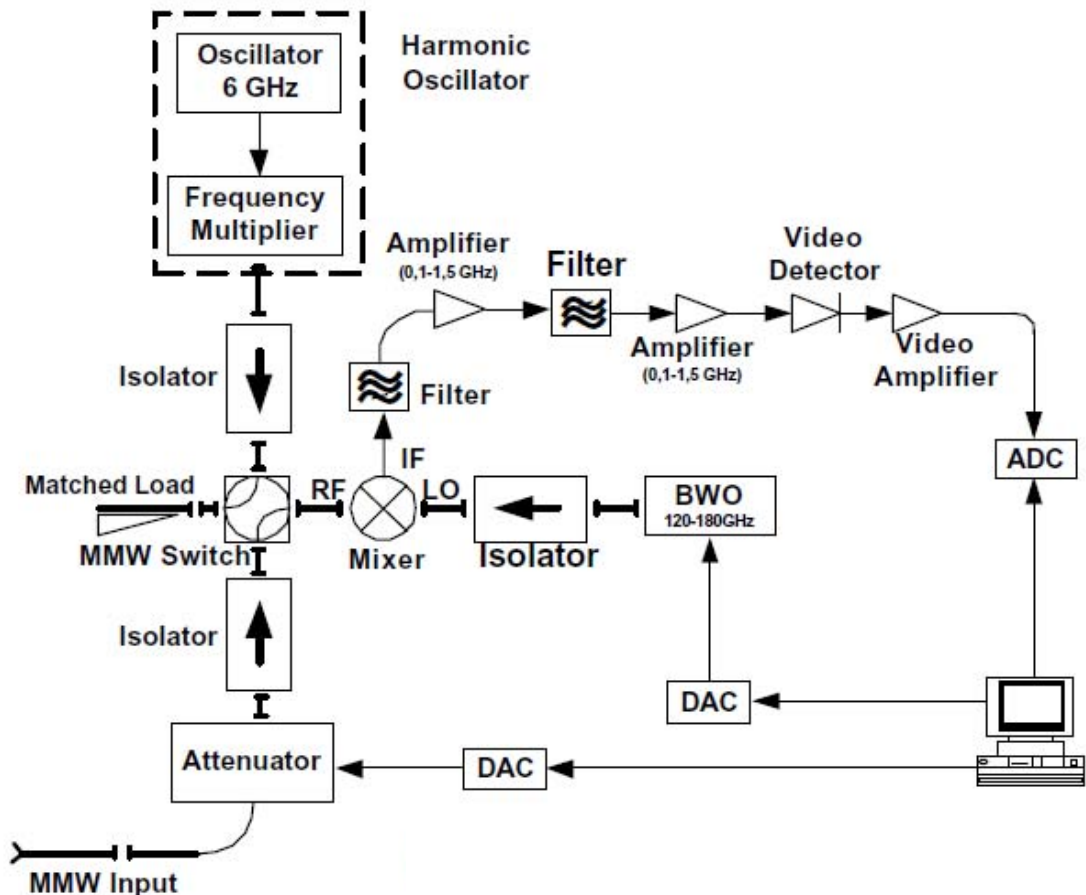 Oscillator
6 GHz
Harmonic
Oscillator
Frequency
Multiplier
Amplifier
(0,1-1,5 GHz)
Filter
Video
Detector
Isolator
Filter
Amplifier
(0,1-1,5 GHz)
Video
Amplifier
IF
ADC
Matched Load
RF
LO
BWO
120-180GHz
MMW Switch
Mixer
Isolator
Isolator
DAC
Attenuator
DAC
MMW Input